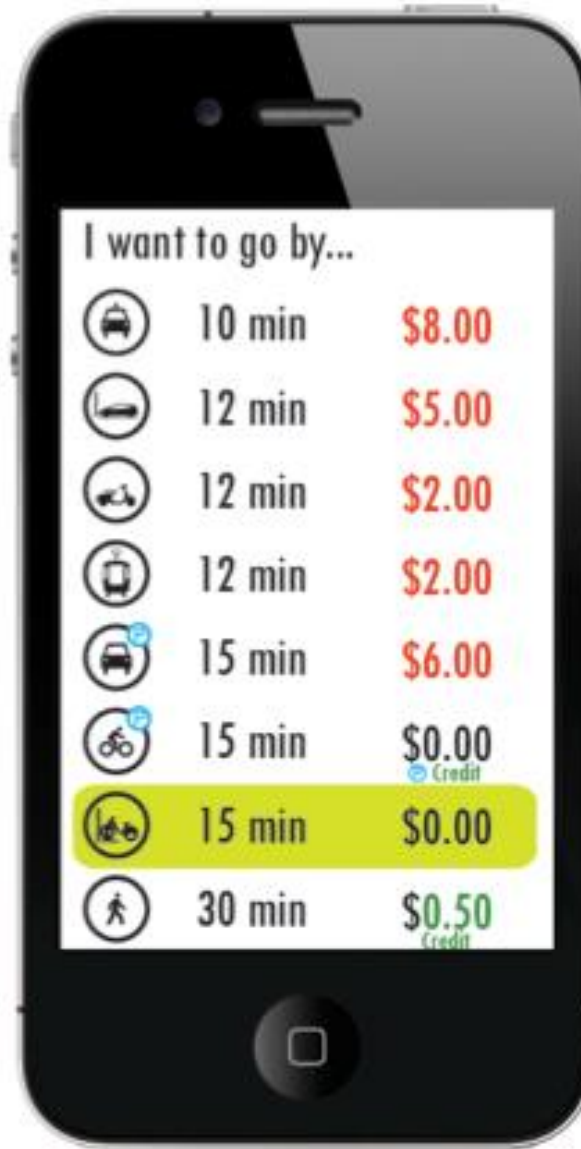 I want to go by...
10 min $8.00
12 min $5.00
12 min $2.00
12 min $2.00
15 min $6.00
15 min $0.00
Credit
15 min $0.00
30 min $0.50
Credit